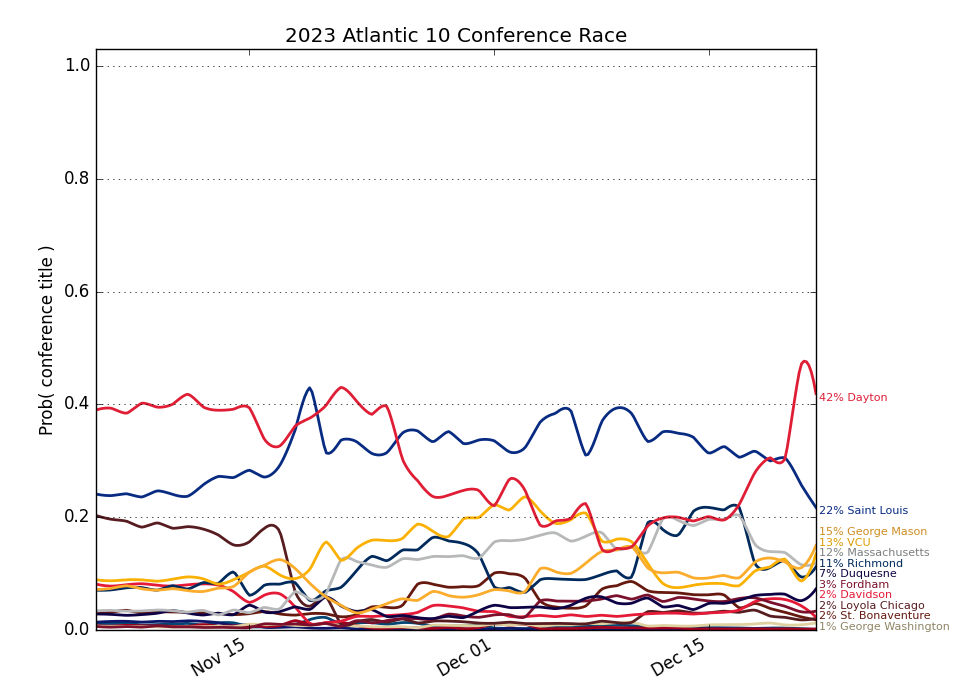 2023 Atlantic 10 Conference Race
Prob( conference title )
1.0
0.8
0.6
0.4
0.2
0.0
Nov 15
Dec 01
Dec 15
42% Dayton
22% Saint Louis
15% George Mason
13% VCU
12% Massachusetts
11% Richmond
7% Duquesne
3% Fordham
2% Davidson
2% Loyola Chicago
2% St. Bonaventure
1% George Washington